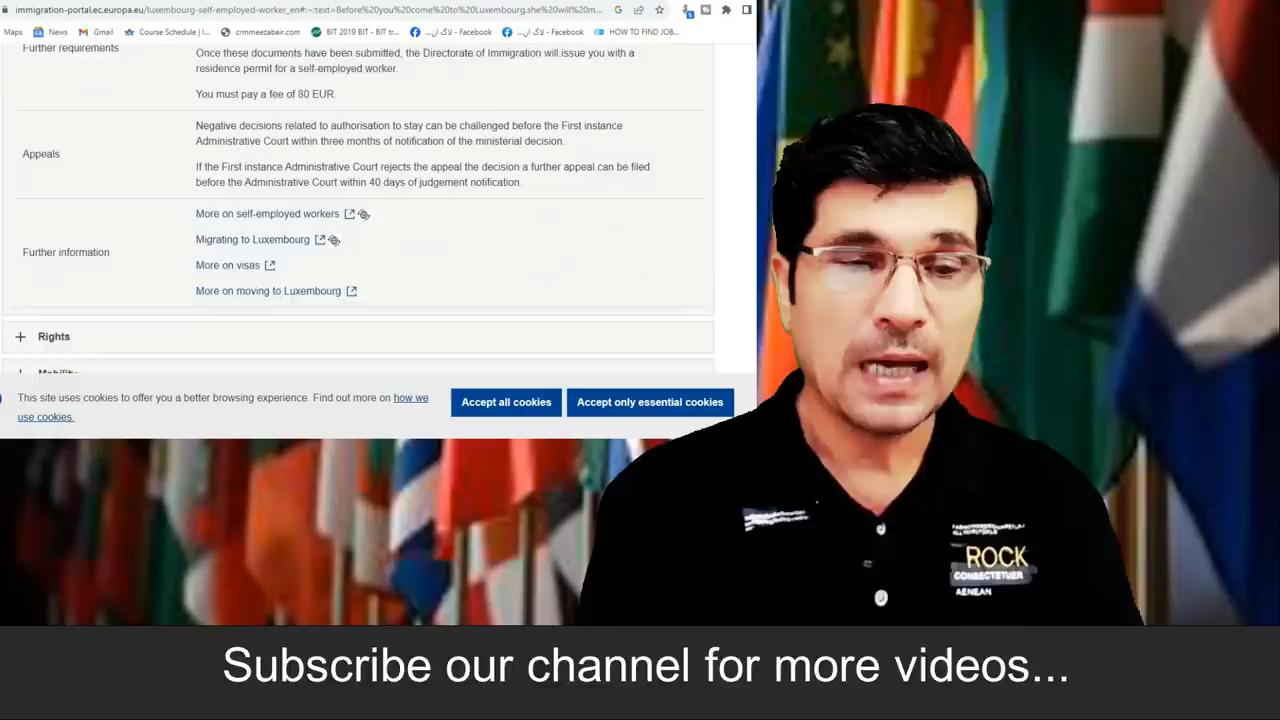 immigration-portal.ec.europa.eu/luxembourg-self-employed-worker_en#:~:text=Before%20you%20come%20to%20Luxembourg.she%20will%20m...
Maps News Gmail Course Schedule | I... crmmeezabair.com BIT 2019 BIT - BIT tr... Facebook - لاگ ان... Facebook - لاگ ان... HOW TO FIND JOB...
Further requirements
Once these documents have been submitted, the Directorate of Immigration will issue you with a
residence permit for a self-employed worker.
You must pay a fee of 80 EUR.
Appeals
Negative decisions related to authorisation to stay can be challenged before the First instance
Administrative Court within three months of notification of the ministerial decision.
If the First instance Administrative Court rejects the appeal the decision a further appeal can be filed
before the Administrative Court within 40 days of judgement notification.
Further information
More on self-employed workers
Migrating to Luxembourg
More on visas
More on moving to Luxembourg
+ Rights
Mobility
This site uses cookies to offer you a better browsing experience. Find out more on how we
use cookies.
Accept all cookies
Accept only essential cookies
ROCK
CONSECTETUER
AENEAN
Subscribe our channel for more videos...